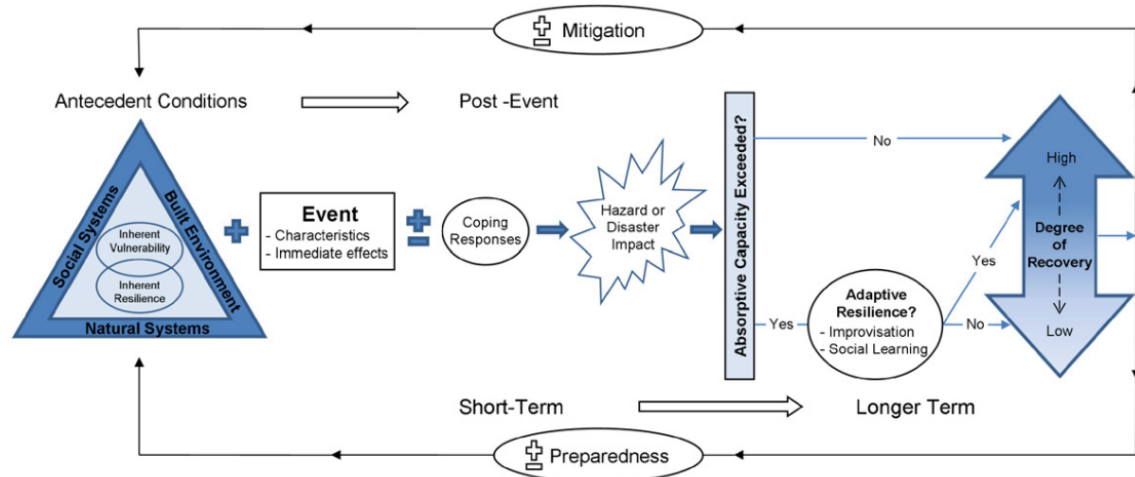 ± Mitigation
Antecedent Conditions
Post -Event
Social Systems
Built Environment
Natural Systems
Inherent
Vulnerability
Inherent
Resilience
Event
- Characteristics
- Immediate effects
Coping
Responses
Hazard or
Disaster
Impact
Absorptive Capacity Exceeded?
No
Yes
Adaptive
Resilience?
- Improvisation
- Social Learning
Yes
No
High
Degree of
Recovery
Low
Short-Term
Longer Term
± Preparedness